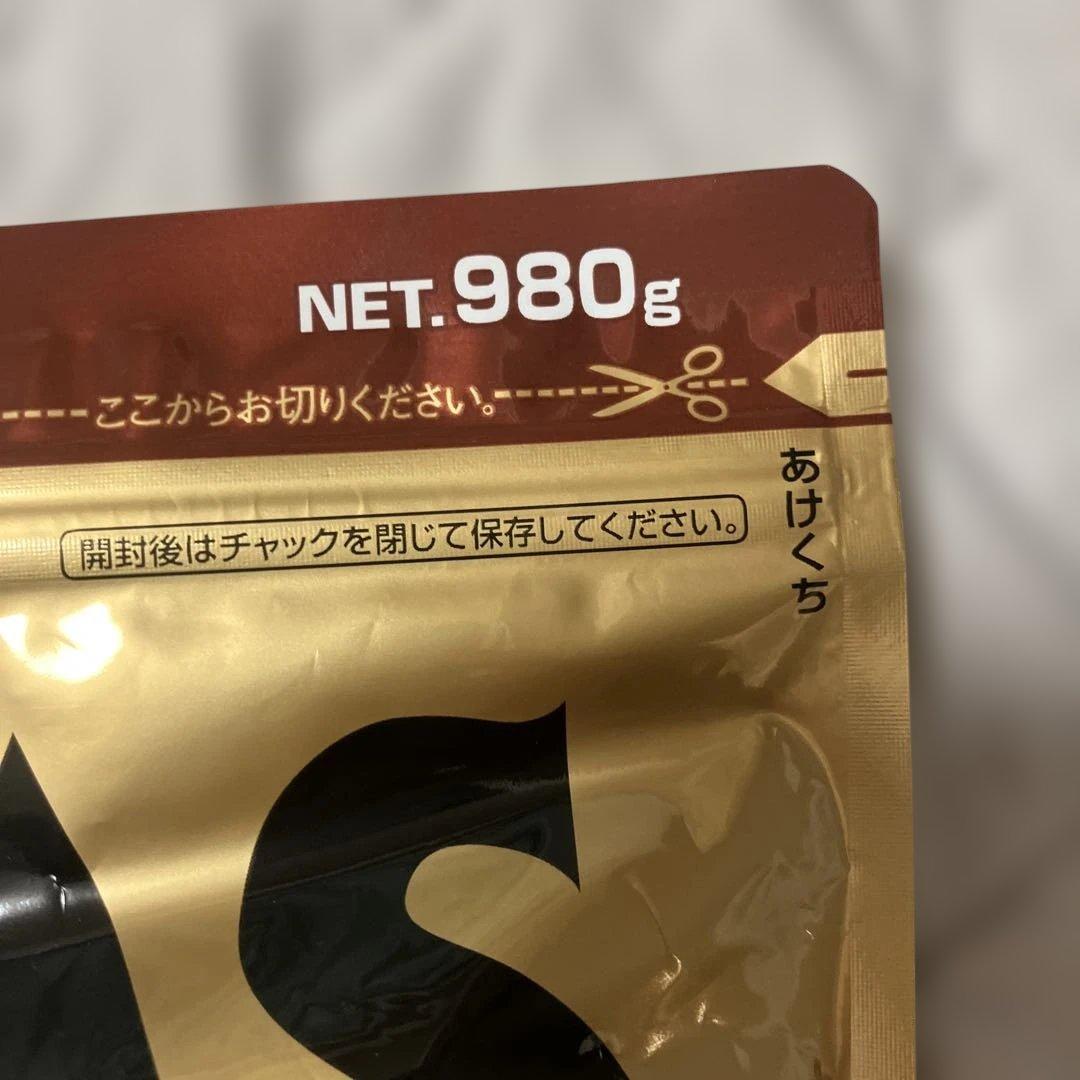 NET.980g
ここからお切りください。
あけくち
開封後はチャックを閉じて保存してください。
S